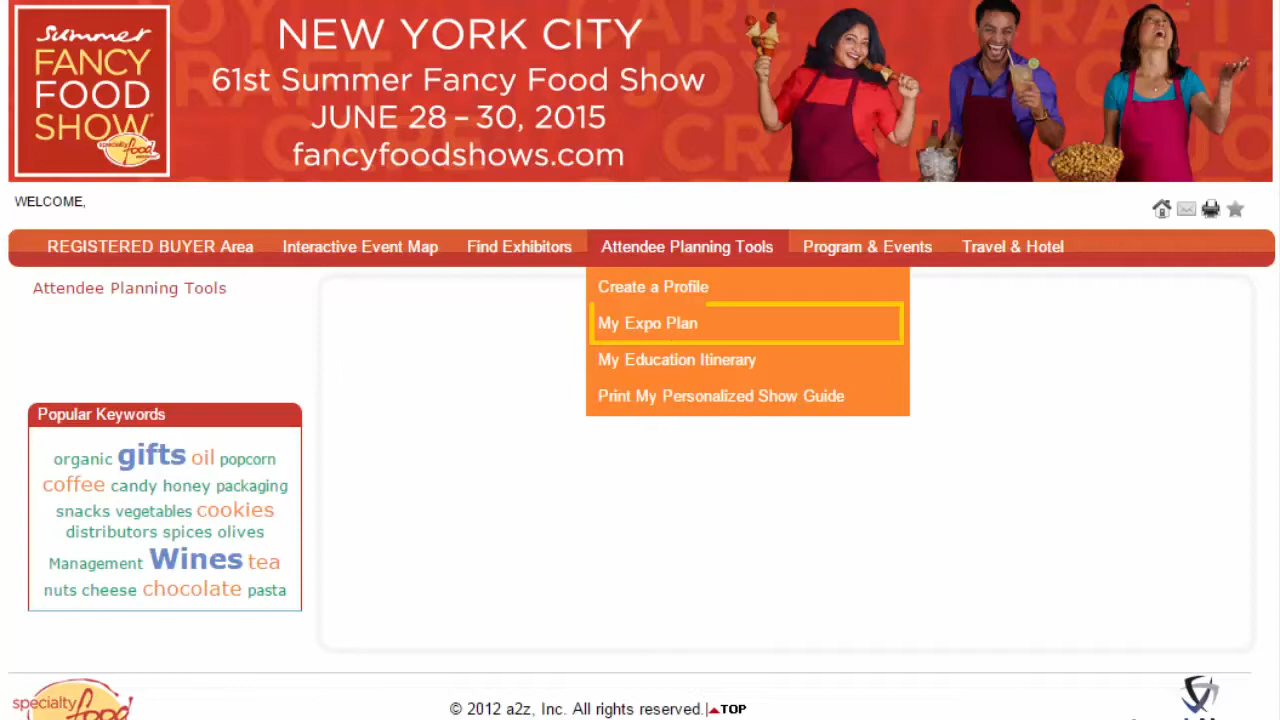 summer
FANCY
FOOD
SHOW
specialty food
NEW YORK CITY
61st Summer Fancy Food Show
JUNE 28 – 30, 2015
fancyfoodshows.com
WELCOME,
REGISTERED BUYER Area Interactive Event Map Find Exhibitors Attendee Planning Tools Program & Events Travel & Hotel
Attendee Planning Tools
Create a Profile
My Expo Plan
My Education Itinerary
Print My Personalized Show Guide
Popular Keywords
organic gifts oil popcorn
coffee candy honey packaging
snacks vegetables cookies
distributors spices olives
Management Wines tea
nuts cheese chocolate pasta
specialty food
© 2012 a2z, Inc. All rights reserved.|TOP